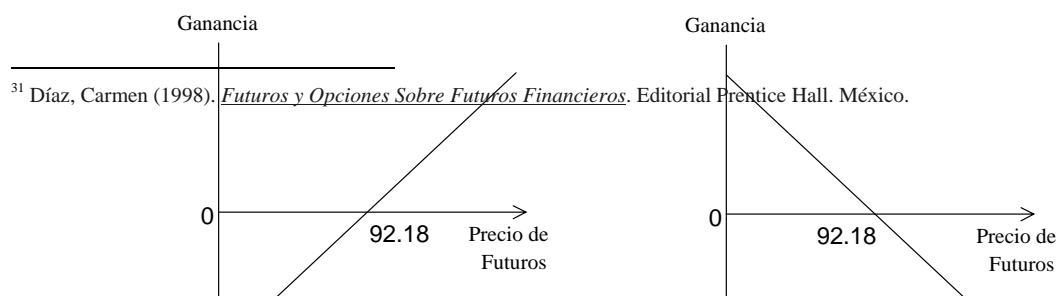 Ganancia
Ganancia
31 Díaz, Carmen (1998). Futuros y Opciones Sobre Futuros Financieros. Editorial Prentice Hall. México.
0
92.18
Precio de
Futuros
0
92.18
Precio de
Futuros